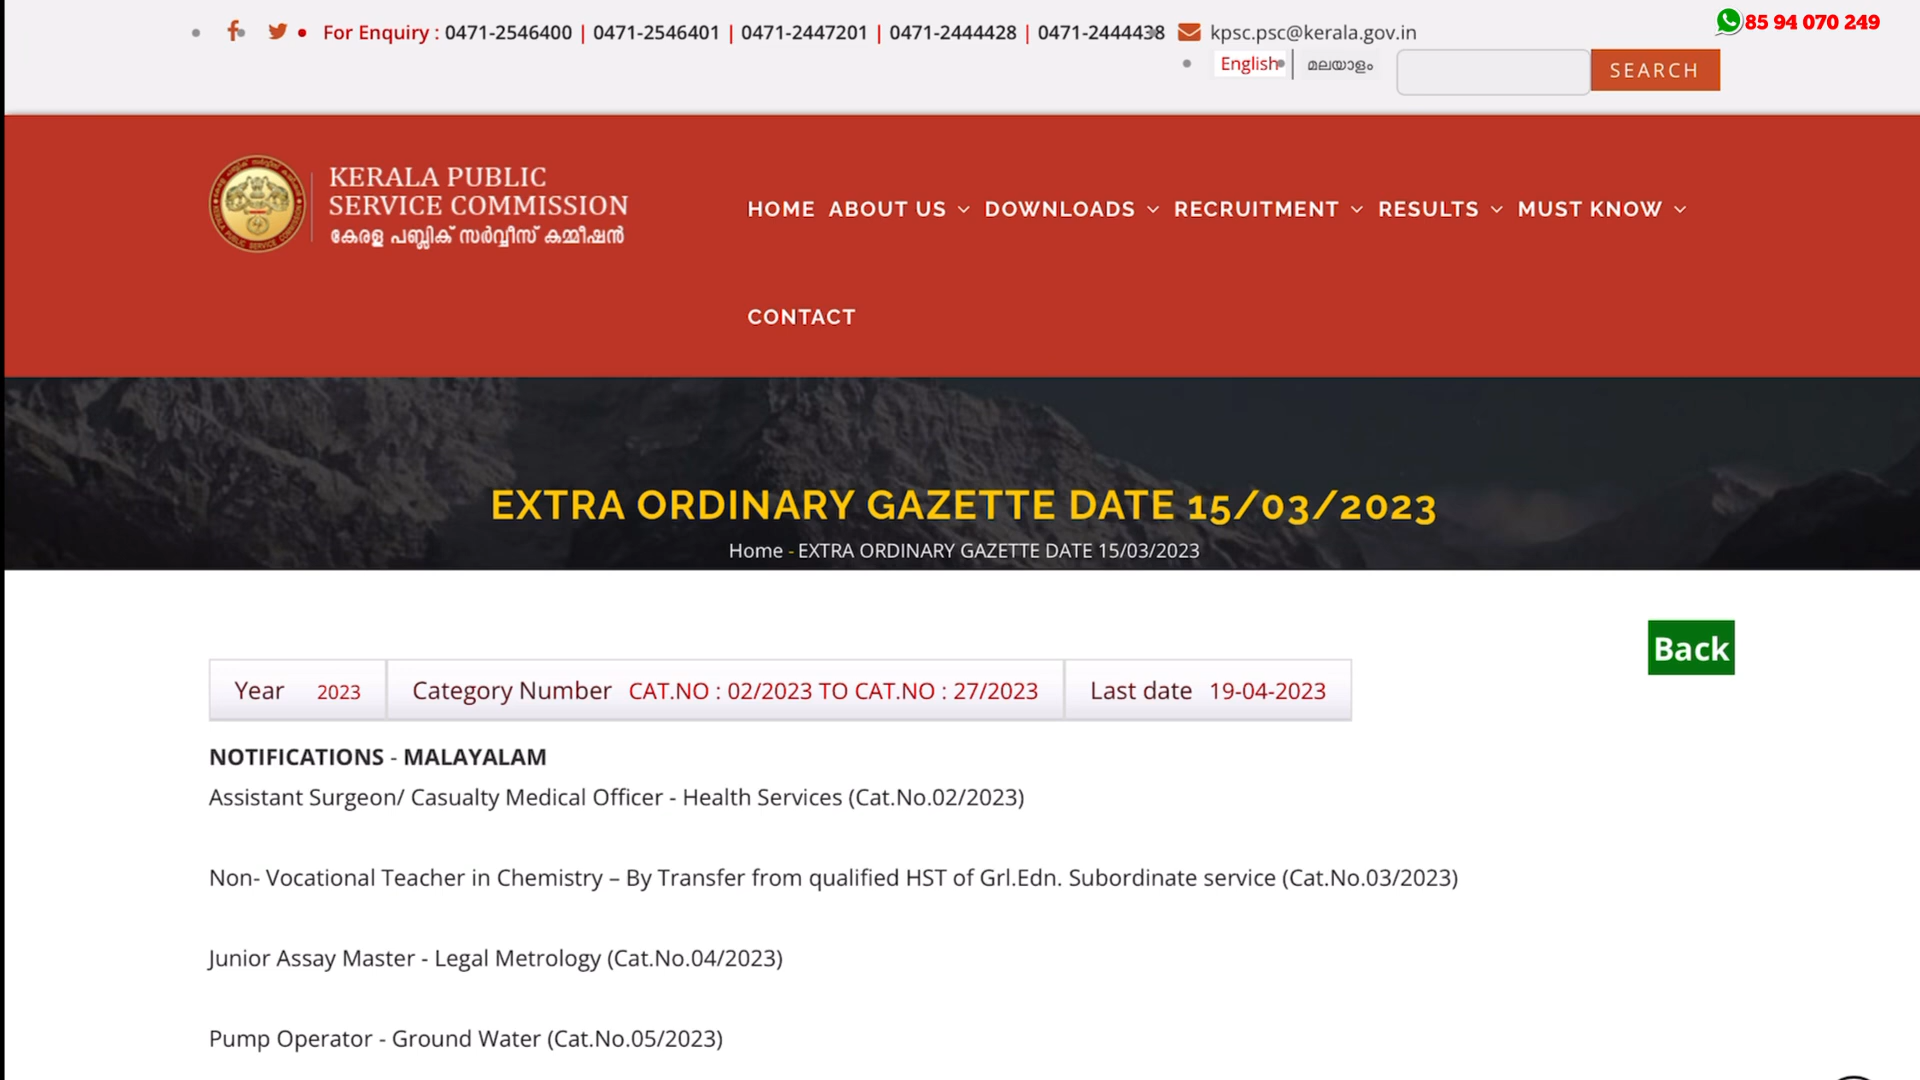 For Enquiry : 0471-2546400 | 0471-2546401 | 0471-2447201 | 0471-2444428 | 0471-2444438 kpsc.psc@kerala.gov.in
85 94 070 249
English മലയാളം
SEARCH
KERALA PUBLIC
SERVICE COMMISSION
കേരള പബ്ലിക് സർവ്വീസ് കമ്മീഷൻ
HOME ABOUT US DOWNLOADS RECRUITMENT RESULTS MUST KNOW
CONTACT
EXTRA ORDINARY GAZETTE DATE 15/03/2023
Home - EXTRA ORDINARY GAZETTE DATE 15/03/2023
Back
Year 2023 Category Number CAT.NO : 02/2023 TO CAT.NO : 27/2023 Last date 19-04-2023
NOTIFICATIONS - MALAYALAM
Assistant Surgeon/ Casualty Medical Officer - Health Services (Cat.No.02/2023)
Non- Vocational Teacher in Chemistry – By Transfer from qualified HST of Grl.Edn. Subordinate service (Cat.No.03/2023)
Junior Assay Master - Legal Metrology (Cat.No.04/2023)
Pump Operator - Ground Water (Cat.No.05/2023)